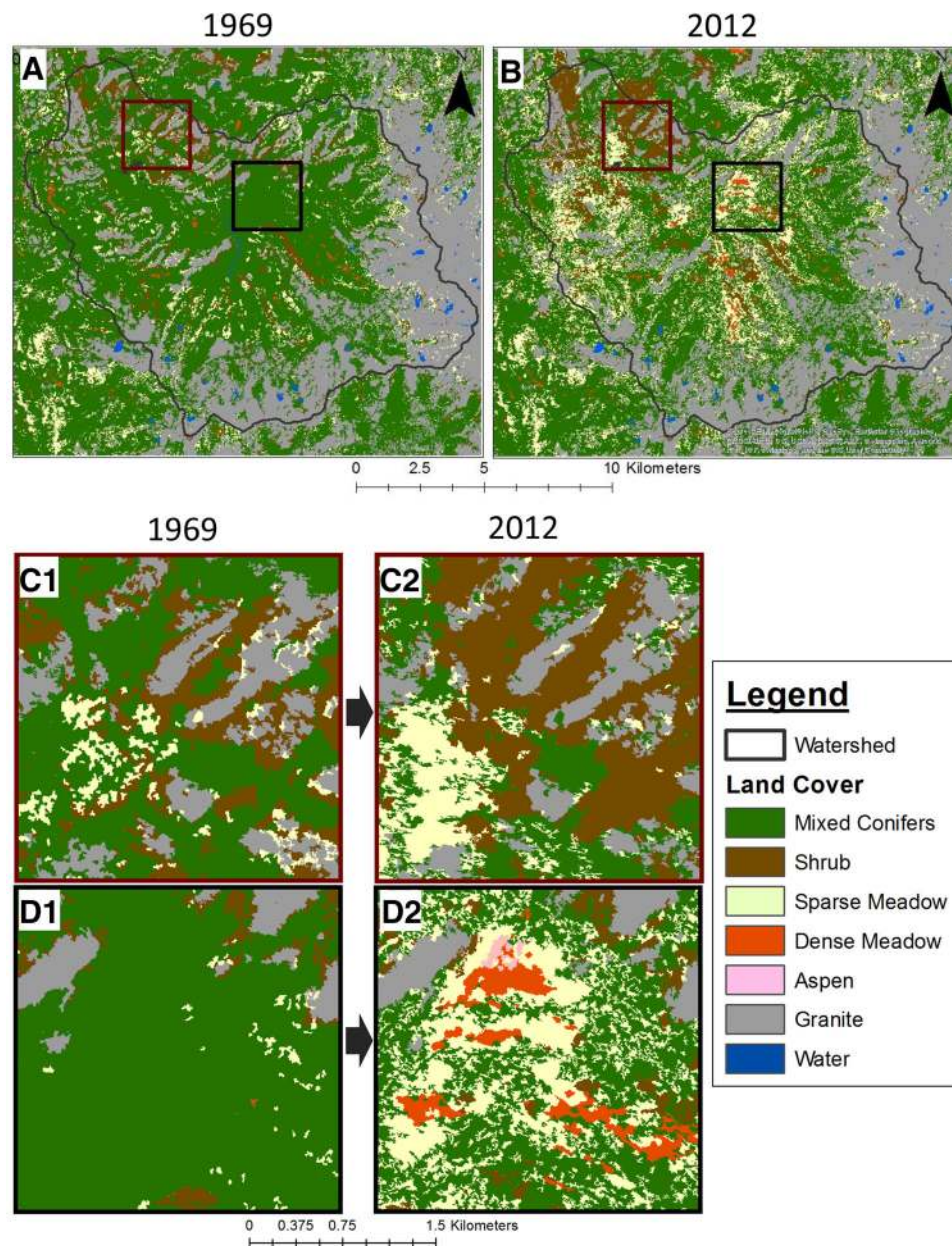 1969
2012
A
B
0
2.5
5
10 Kilometers
1969
2012
C1
C2
D1
D2
Legend
Watershed
Land Cover
Mixed Conifers
Shrub
Sparse Meadow
Dense Meadow
Aspen
Granite
Water
0 0.375 0.75 1.5 Kilometers